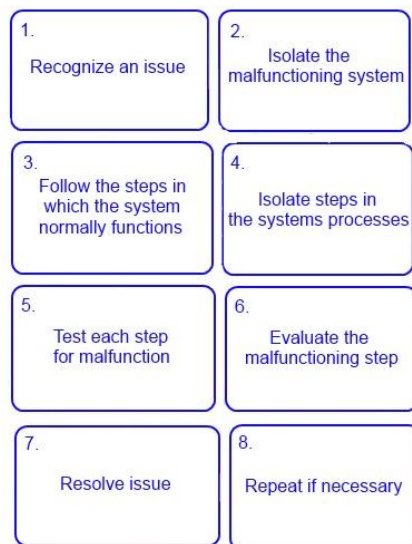 1.
Recognize an issue
2.
Isolate the
malfunctioning system
3.
Follow the steps in
which the system
normally functions
4.
Isolate steps in
the systems processes
5.
Test each step
for malfunction
6.
Evaluate the
malfunctioning step
7.
Resolve issue
8.
Repeat if necessary